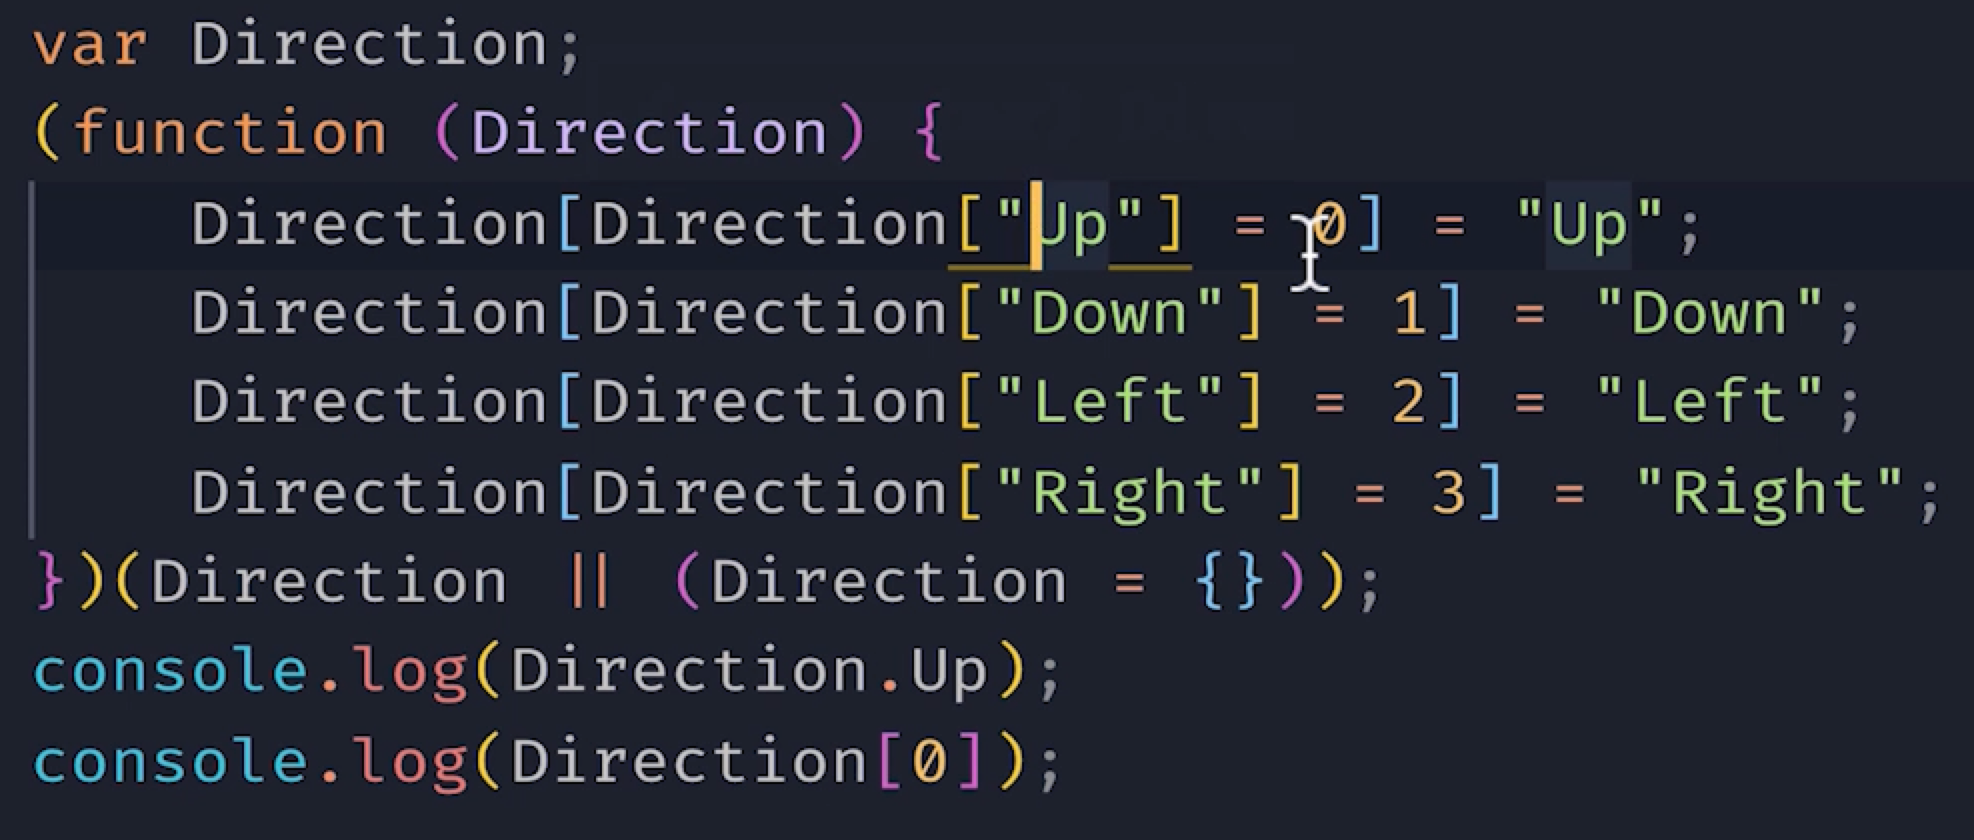 var Direction;
(function (Direction) {
    Direction[Direction["Up"] = 0] = "Up";
    Direction[Direction["Down"] = 1] = "Down";
    Direction[Direction["Left"] = 2] = "Left";
    Direction[Direction["Right"] = 3] = "Right";
})(Direction || (Direction = {}));
console.log(Direction.Up);
console.log(Direction[0]);